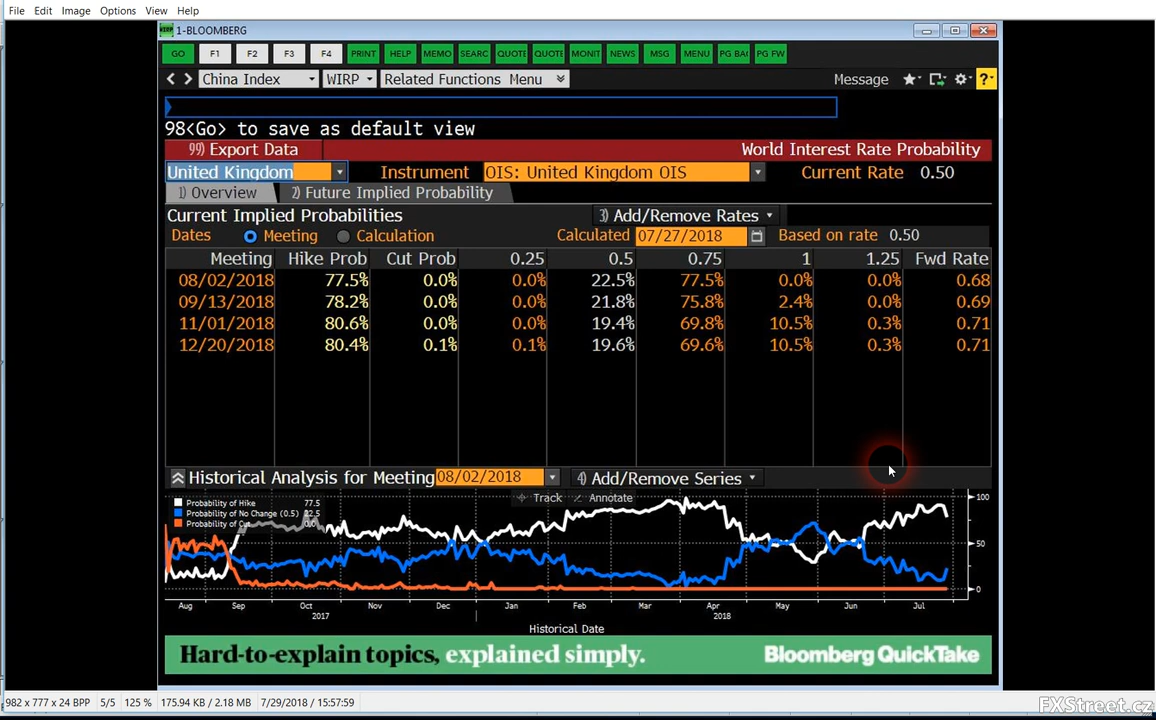 File Edit Image Options View Help
1-BLOOMBERG
GO F1 F2 F3 F4 PRINT HELP MEMO SEARC QUOTE QUOTE MONIT NEWS MSG MENU PG BAC PG FW
China Index WIRP Related Functions Menu Message
98<Go> to save as default view
99) Export Data World Interest Rate Probability
United Kingdom Instrument OIS: United Kingdom OIS Current Rate 0.50
1) Overview 2) Future Implied Probability
Current Implied Probabilities 3) Add/Remove Rates
Dates Meeting Calculation Calculated 07/27/2018 Based on rate 0.50
Meeting Hike Prob Cut Prob 0.25 0.5 0.75 1 1.25 Fwd Rate
08/02/2018 77.5% 0.0% 0.0% 22.5% 77.5% 0.0% 0.0% 0.68
09/13/2018 78.2% 0.0% 0.0% 21.8% 75.8% 2.4% 0.0% 0.69
11/01/2018 80.6% 0.0% 0.0% 19.4% 69.8% 10.5% 0.3% 0.71
12/20/2018 80.4% 0.1% 0.1% 19.6% 69.6% 10.5% 0.3% 0.71
Historical Analysis for Meeting 08/02/2018 4) Add/Remove Series
Track Annotate
Probability of Hike 77.5
Probability of No Change (0.5) 22.5
Probability of Cut 0.0
100
50
0
Aug Sep Oct Nov Dec Jan Feb Mar Apr May Jun Jul
2017 2018
Historical Date
Hard-to-explain topics, explained simply. Bloomberg QuickTake
982 x 777 x 24 BPP 5/5 125 % 175.94 KB / 2.18 MB 7/29/2018 / 15:57:59
FXStreet.cz